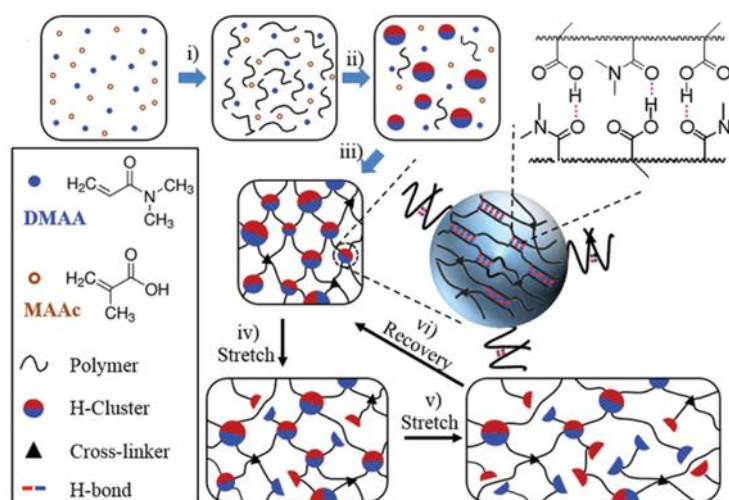 i)
ii)
iii)
iv)
Stretch
v)
Stretch
vi)
Recovery
O
N
O
O
O
H
H
H
N
O
O
O
O
N
H₂C
O
N
CH₃
CH₃
DMAA
H₂C
O
OH
CH₃
MAAc
Polymer
H-Cluster
Cross-linker
H-bond